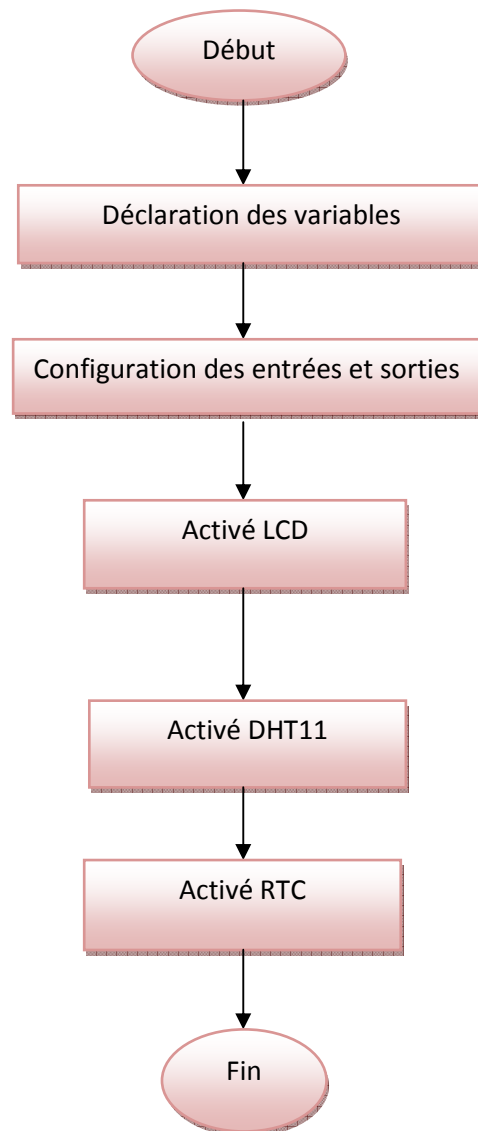 Début
Déclaration des variables
Configuration des entrées et sorties
Activé LCD
Activé DHT11
Activé RTC
Fin